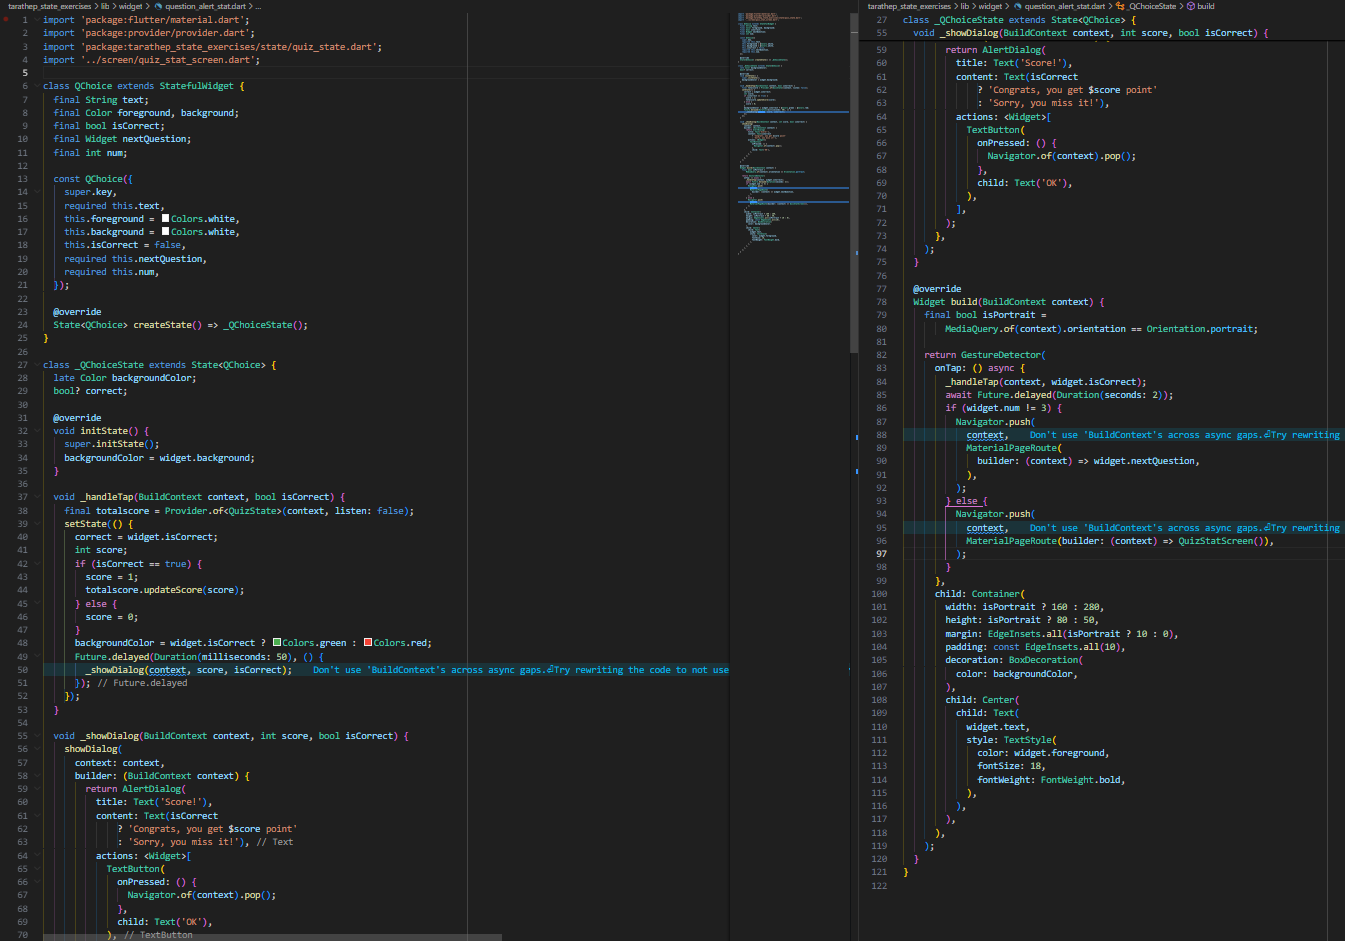 tarathep_state_exercises > lib > widget > question_alert_stat.dart > ...
1 import 'package:flutter/material.dart';
2 import 'package:provider/provider.dart';
3 import 'package:tarathep_state_exercises/state/quiz_state.dart';
4 import '../screen/quiz_stat_screen.dart';
5
6 class QChoice extends StatefulWidget {
7 final String text;
8 final Color foreground, background;
9 final bool isCorrect;
10 final Widget nextQuestion;
11 final int num;
12
13 const QChoice({
14 super.key,
15 required this.text,
16 this.foreground = Colors.white,
17 this.background = Colors.white,
18 this.isCorrect = false,
19 required this.nextQuestion,
20 required this.num,
21 });
22
23 @override
24 State<QChoice> createState() => _QChoiceState();
25 }
26
27 class _QChoiceState extends State<QChoice> {
28 late Color backgroundColor;
29 bool? correct;
30
31 @override
32 void initState() {
33 super.initState();
34 backgroundColor = widget.background;
35 }
36
37 void _handleTap(BuildContext context, bool isCorrect) {
38 final totalscore = Provider.of<QuizState>(context, listen: false);
39 setState(() {
40 correct = widget.isCorrect;
41 int score;
42 if (isCorrect == true) {
43 score = 1;
44 totalscore.updateScore(score);
45 } else {
46 score = 0;
47 }
48 backgroundColor = widget.isCorrect ? Colors.green : Colors.red;
49 Future.delayed(Duration(milliseconds: 50), () {
50 _showDialog(context, score, isCorrect); Don't use 'BuildContext's across async gaps.⏎Try rewriting the code to not use
51 }); // Future.delayed
52 });
53 }
54
55 void _showDialog(BuildContext context, int score, bool isCorrect) {
56 showDialog(
57 context: context,
58 builder: (BuildContext context) {
59 return AlertDialog(
60 title: Text('Score!'),
61 content: Text(isCorrect
62 ? 'Congrats, you get $score point'
63 : 'Sorry, you miss it!'), // Text
64 actions: <Widget>[
65 TextButton(
66 onPressed: () {
67 Navigator.of(context).pop();
68 },
69 child: Text('OK'),
70 ), // TextButton
tarathep_state_exercises > lib > widget > question_alert_stat.dart > _QChoiceState > build
27 class _QChoiceState extends State<QChoice> {
55 void _showDialog(BuildContext context, int score, bool isCorrect) {
59 return AlertDialog(
60 title: Text('Score!'),
61 content: Text(isCorrect
62 ? 'Congrats, you get $score point'
63 : 'Sorry, you miss it!'),
64 actions: <Widget>[
65 TextButton(
66 onPressed: () {
67 Navigator.of(context).pop();
68 },
69 child: Text('OK'),
70 ),
71 ],
72 );
73 },
74 );
75 }
76
77 @override
78 Widget build(BuildContext context) {
79 final bool isPortrait =
80 MediaQuery.of(context).orientation == Orientation.portrait;
81
82 return GestureDetector(
83 onTap: () async {
84 _handleTap(context, widget.isCorrect);
85 await Future.delayed(Duration(seconds: 2));
86 if (widget.num != 3) {
87 Navigator.push(
88 context, Don't use 'BuildContext's across async gaps.⏎Try rewriting
89 MaterialPageRoute(
90 builder: (context) => widget.nextQuestion,
91 ),
92 );
93 } else {
94 Navigator.push(
95 context, Don't use 'BuildContext's across async gaps.⏎Try rewriting
96 MaterialPageRoute(builder: (context) => QuizStatScreen()),
97 );
98 }
99 },
100 child: Container(
101 width: isPortrait ? 160 : 280,
102 height: isPortrait ? 80 : 50,
103 margin: EdgeInsets.all(isPortrait ? 10 : 0),
104 padding: const EdgeInsets.all(10),
105 decoration: BoxDecoration(
106 color: backgroundColor,
107 ),
108 child: Center(
109 child: Text(
110 widget.text,
111 style: TextStyle(
112 color: widget.foreground,
113 fontSize: 18,
114 fontWeight: FontWeight.bold,
115 ),
116 ),
117 ),
118 ),
119 );
120 }
121 }
122